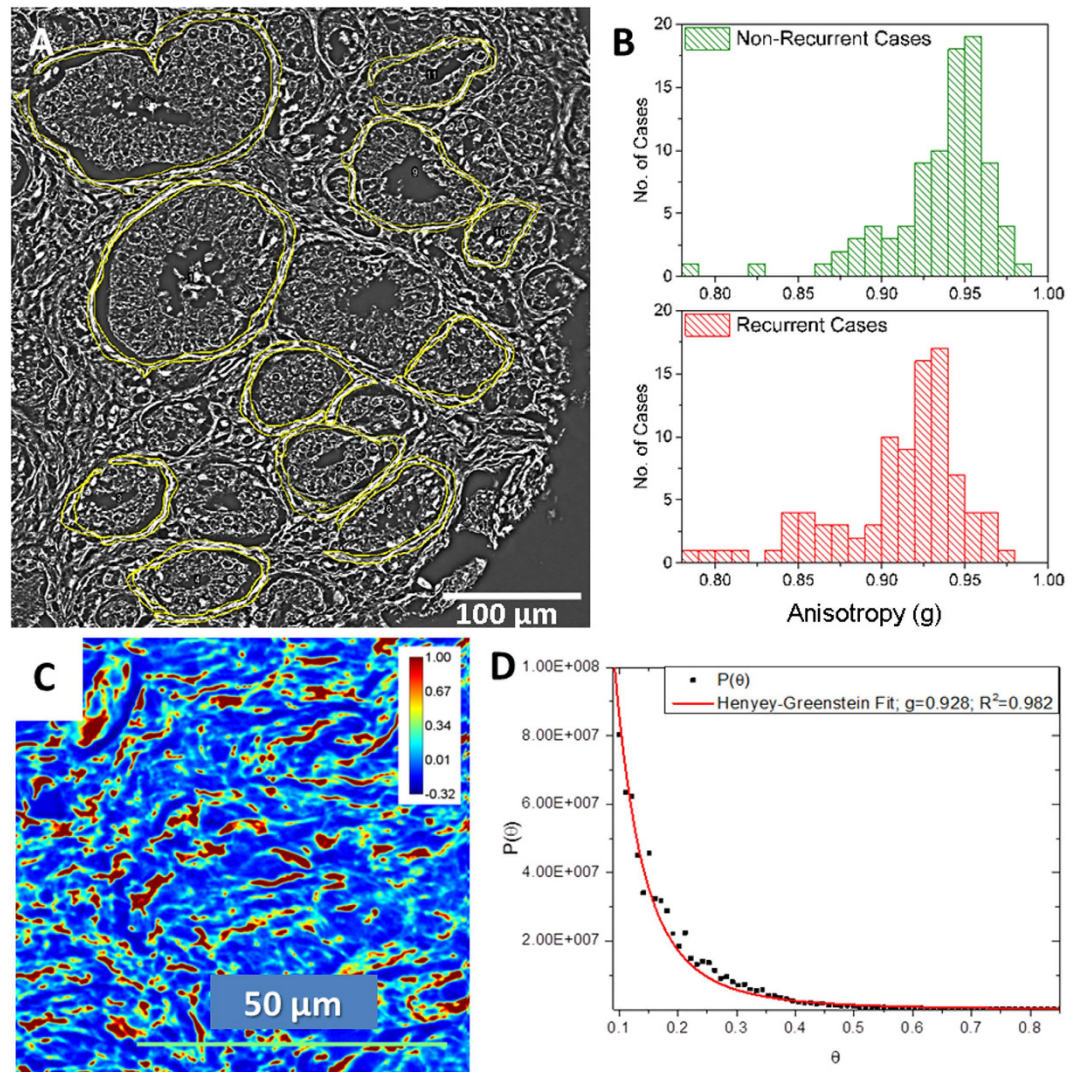 A
11
9
10
8
4
100 µm
B
Non-Recurrent Cases
20
15
10
5
0
No. of Cases
0.80 0.85 0.90 0.95 1.00
Recurrent Cases
20
15
10
5
0
No. of Cases
0.80 0.85 0.90 0.95 1.00
Anisotropy (g)
C
1.00
0.67
0.34
0.01
-0.32
50 µm
D
1.00E+008
8.00E+007
6.00E+007
4.00E+007
2.00E+007
P(θ)
P(θ)
Henyey-Greenstein Fit; g=0.928; R²=0.982
0.1 0.2 0.3 0.4 0.5 0.6 0.7 0.8
θ